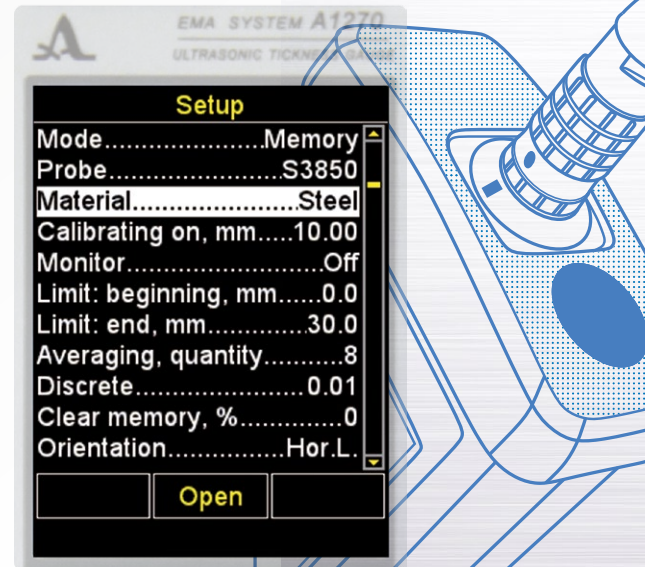 EMA SYSTEM A1270
ULTRASONIC TICKNESS GAUGE
Setup
Mode......................Memory
Probe........................S3850
Material.......................Steel
Calibrating on, mm.....10.00
Monitor...........................Off
Limit: beginning, mm......0.0
Limit: end, mm..............30.0
Averaging, quantity...........8
Discrete.......................0.01
Clear memory, %..............0
Orientation................Hor.L.
Open